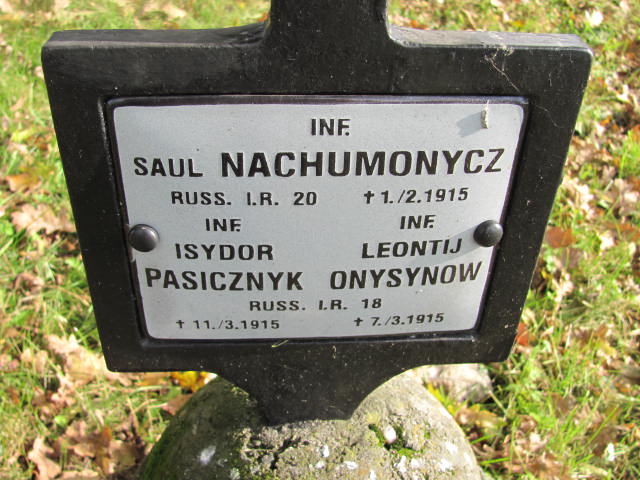 INF.
SAUL NACHUMONYCZ
RUSS. I.R. 20 ✝ 1./2.1915
INF. INF.
ISYDOR LEONTIJ
PASICZNYK ONYSYNOW
RUSS. I.R. 18
✝ 11./3.1915 ✝ 7./3.1915